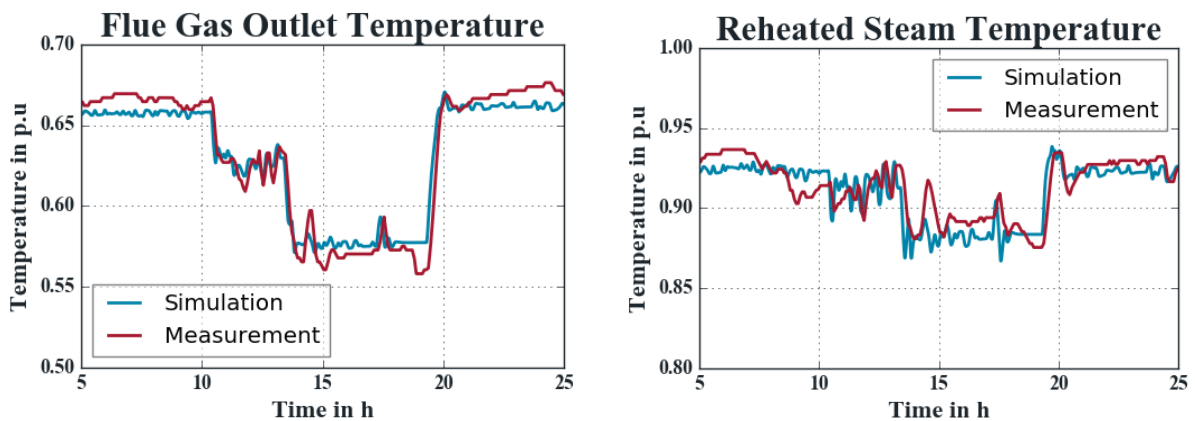 Flue Gas Outlet Temperature
0.70
0.65
0.60
0.55
0.50
Temperature in p.u
Simulation
Measurement
5 10 15 20 25
Time in h
Reheated Steam Temperature
1.00
0.95
0.90
0.85
0.80
Temperature in p.u
Simulation
Measurement
5 10 15 20 25
Time in h